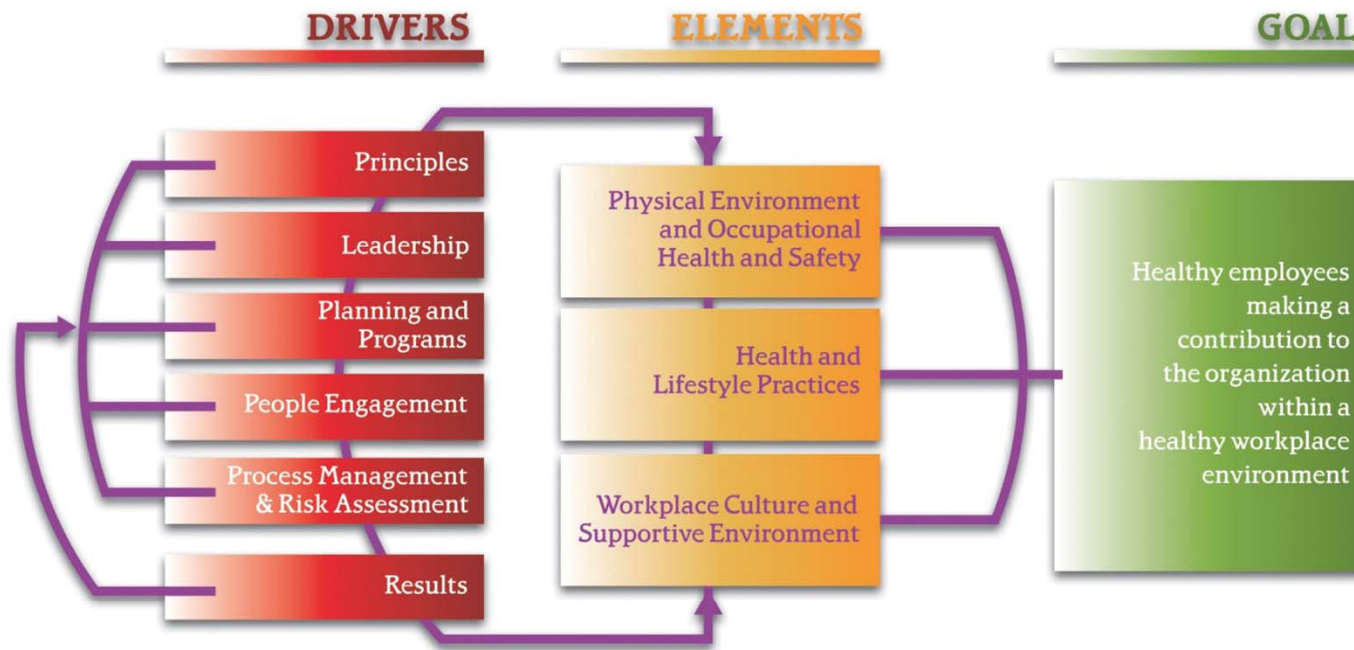 DRIVERS
Principles
Leadership
Planning and
Programs
People Engagement
Process Management
& Risk Assessment
Results
ELEMENTS
Physical Environment
and Occupational
Health and Safety
Health and
Lifestyle Practices
Workplace Culture and
Supportive Environment
GOAL
Healthy employees
making a
contribution to
the organization
within a
healthy workplace
environment